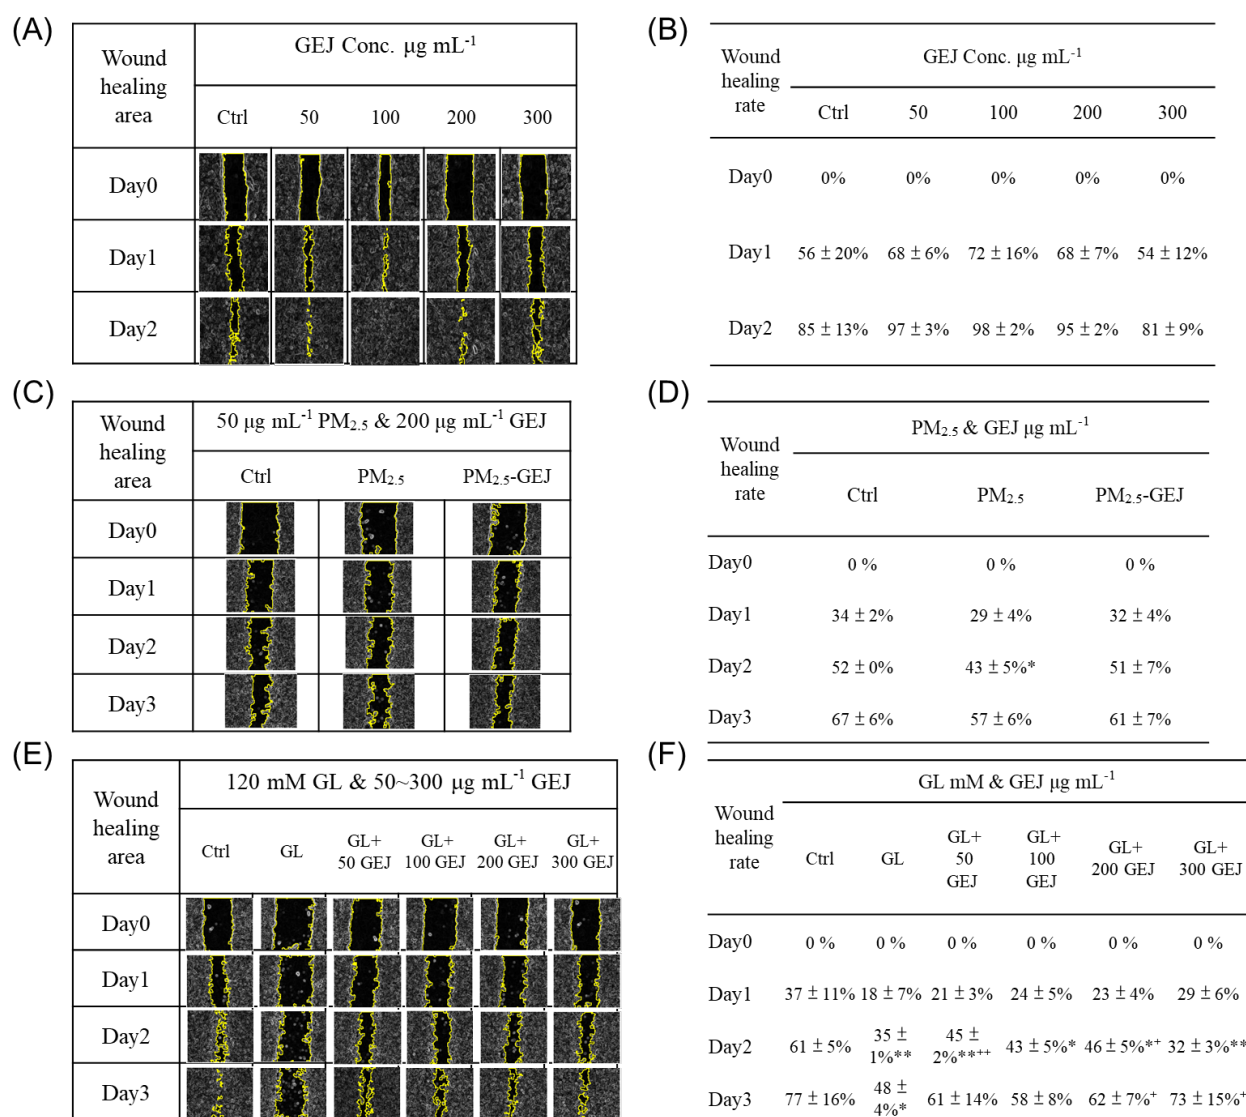 (A)
Wound
healing
area
GEJ Conc. μg mL⁻¹
Ctrl 50 100 200 300
Day0
Day1
Day2
(B)
Wound
healing
rate
GEJ Conc. μg mL⁻¹
Ctrl 50 100 200 300
Day0 0% 0% 0% 0% 0%
Day1 56 ± 20% 68 ± 6% 72 ± 16% 68 ± 7% 54 ± 12%
Day2 85 ± 13% 97 ± 3% 98 ± 2% 95 ± 2% 81 ± 9%
(C)
Wound
healing
area
50 μg mL⁻¹ PM₂.₅ & 200 μg mL⁻¹ GEJ
Ctrl PM₂.₅ PM₂.₅-GEJ
Day0
Day1
Day2
Day3
(D)
Wound
healing
rate
PM₂.₅ & GEJ μg mL⁻¹
Ctrl PM₂.₅ PM₂.₅-GEJ
Day0 0 % 0 % 0 %
Day1 34 ± 2% 29 ± 4% 32 ± 4%
Day2 52 ± 0% 43 ± 5%* 51 ± 7%
Day3 67 ± 6% 57 ± 6% 61 ± 7%
(E)
Wound
healing
area
120 mM GL & 50~300 μg mL⁻¹ GEJ
Ctrl GL GL+ 50 GEJ GL+ 100 GEJ GL+ 200 GEJ GL+ 300 GEJ
Day0
Day1
Day2
Day3
(F)
Wound
healing
rate
GL mM & GEJ μg mL⁻¹
Ctrl GL GL+ 50 GEJ GL+ 100 GEJ GL+ 200 GEJ GL+ 300 GEJ
Day0 0 % 0 % 0 % 0 % 0 % 0 %
Day1 37 ± 11% 18 ± 7% 21 ± 3% 24 ± 5% 23 ± 4% 29 ± 6%
Day2 61 ± 5% 35 ± 1%** 45 ± 2%**⁺⁺ 43 ± 5%* 46 ± 5%*⁺ 32 ± 3%**
Day3 77 ± 16% 48 ± 4%* 61 ± 14% 58 ± 8% 62 ± 7%⁺ 73 ± 15%⁺